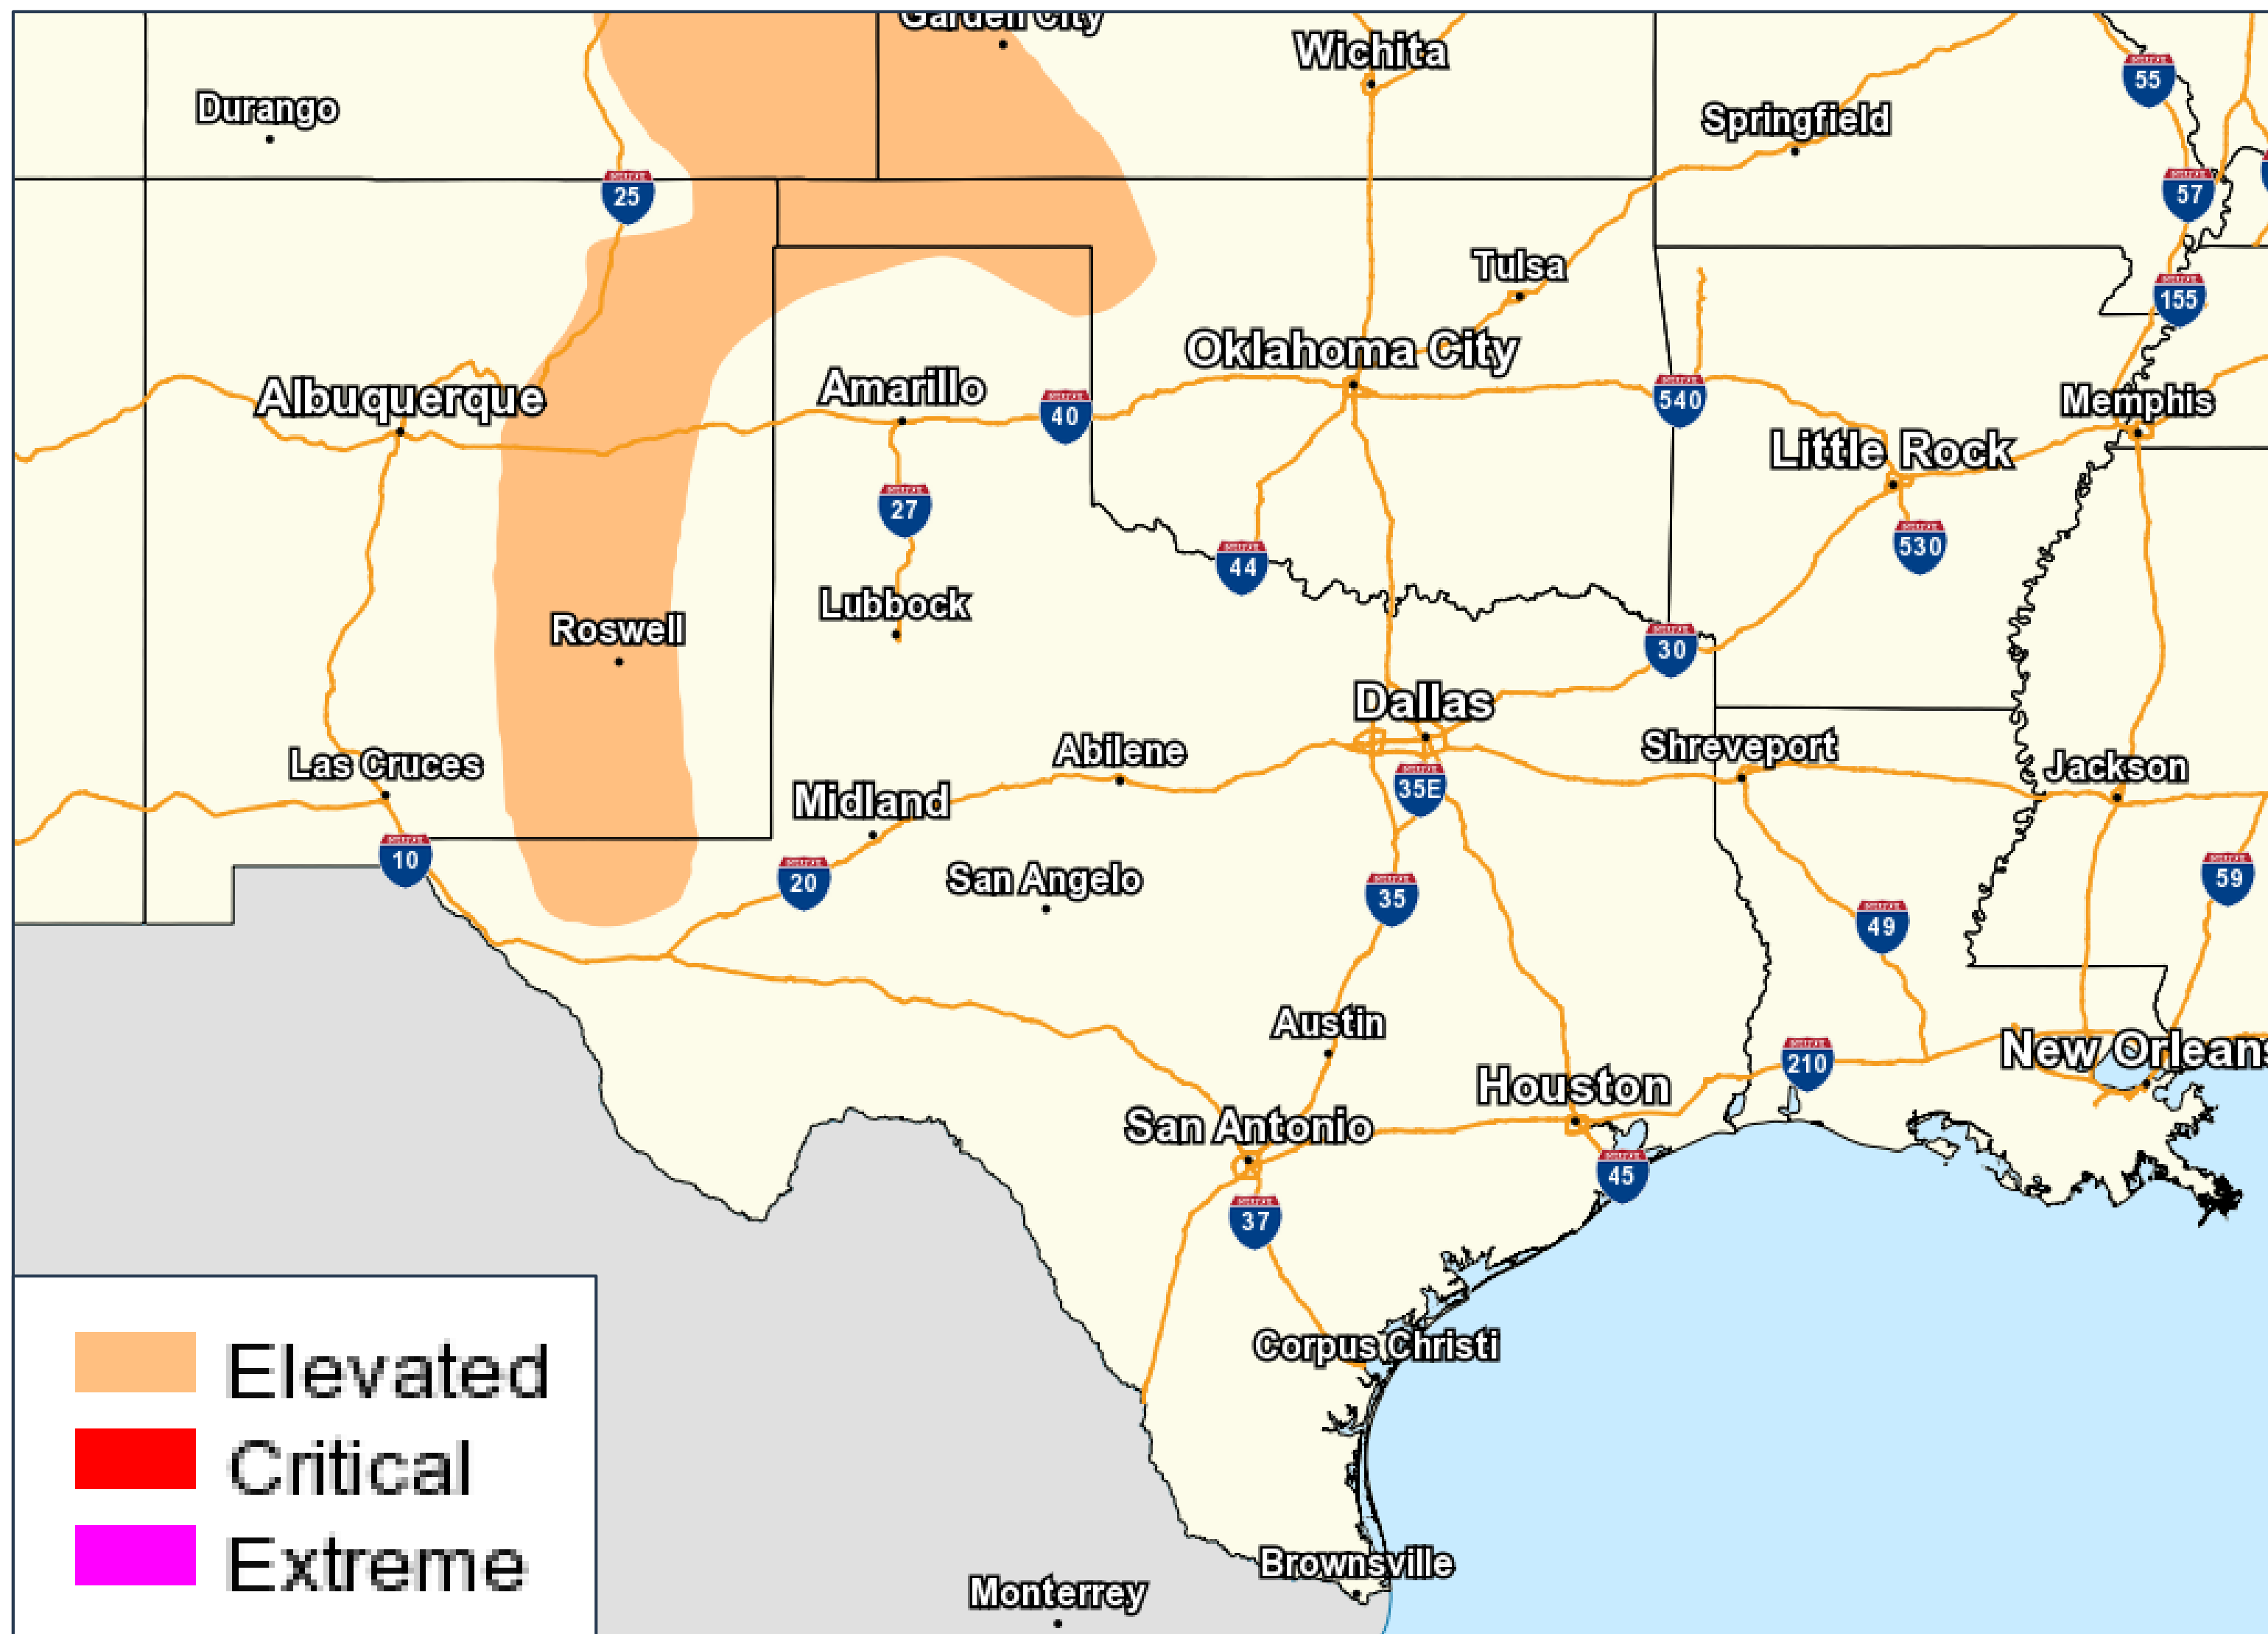 Garden City
Wichita
55
Durango
Springfield
25
57
Tulsa
155
Oklahoma City
Albuquerque
Amarillo
40
540
Memphis
Little Rock
27
530
44
Lubbock
Roswell
30
Dallas
Abilene
Shreveport
Las Cruces
Jackson
Midland
35E
10
20
San Angelo
35
59
49
Austin
New Orleans
210
Houston
San Antonio
45
37
Corpus Christi
Elevated
Critical
Extreme
Brownsville
Monterrey